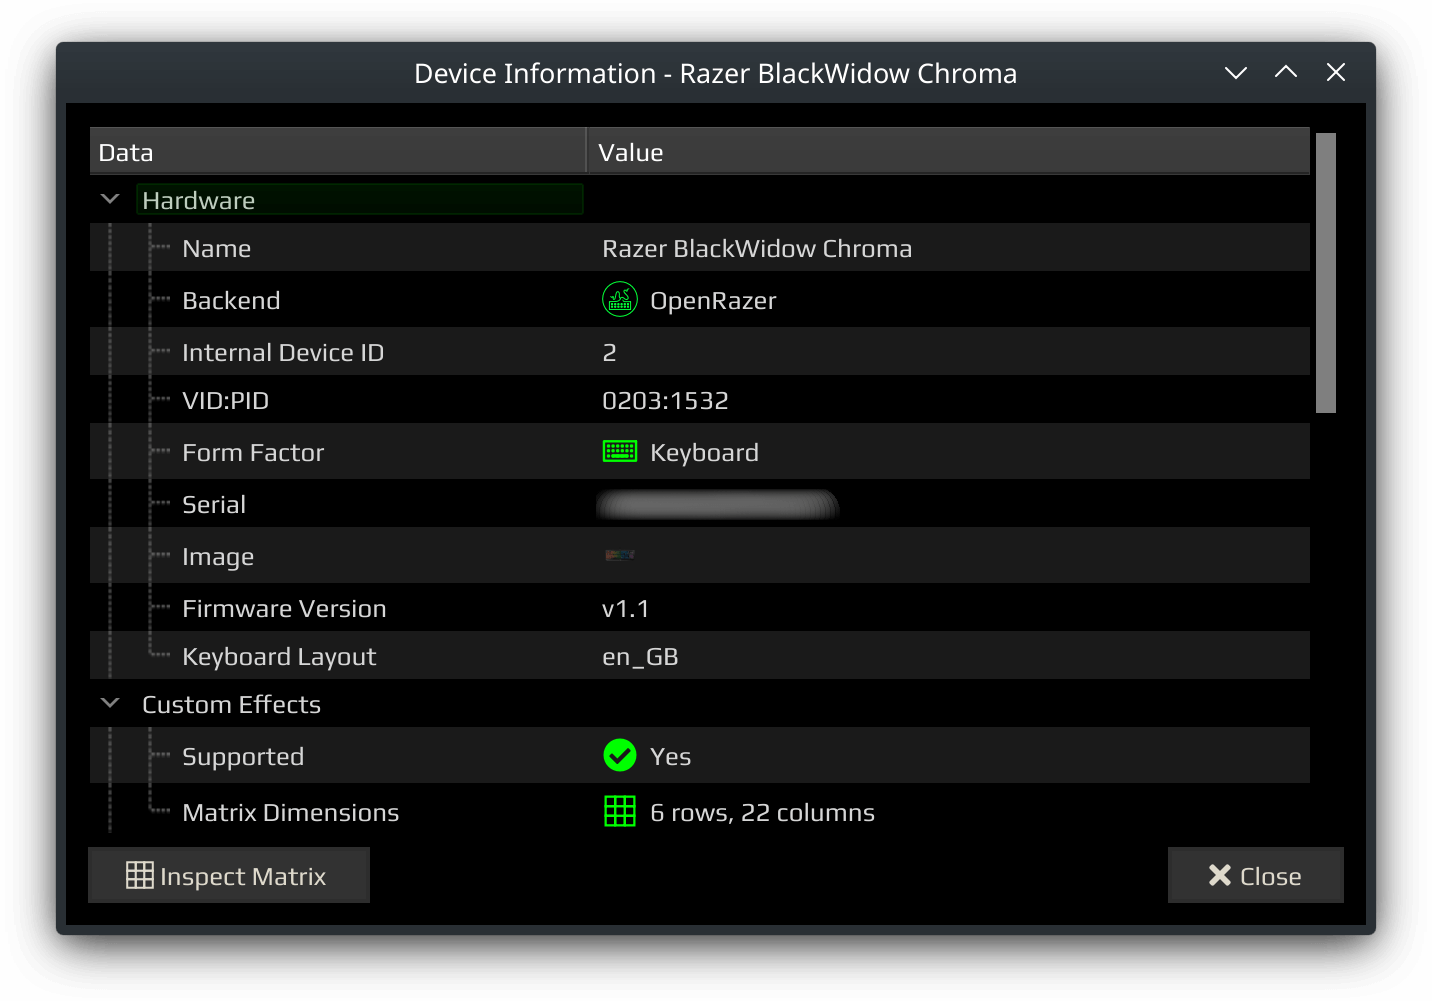 Device Information - Razer BlackWidow Chroma
Data Value
Hardware
Name Razer BlackWidow Chroma
Backend OpenRazer
Internal Device ID 2
VID:PID 0203:1532
Form Factor Keyboard
Serial
Image
Firmware Version v1.1
Keyboard Layout en_GB
Custom Effects
Supported Yes
Matrix Dimensions 6 rows, 22 columns
Inspect Matrix Close